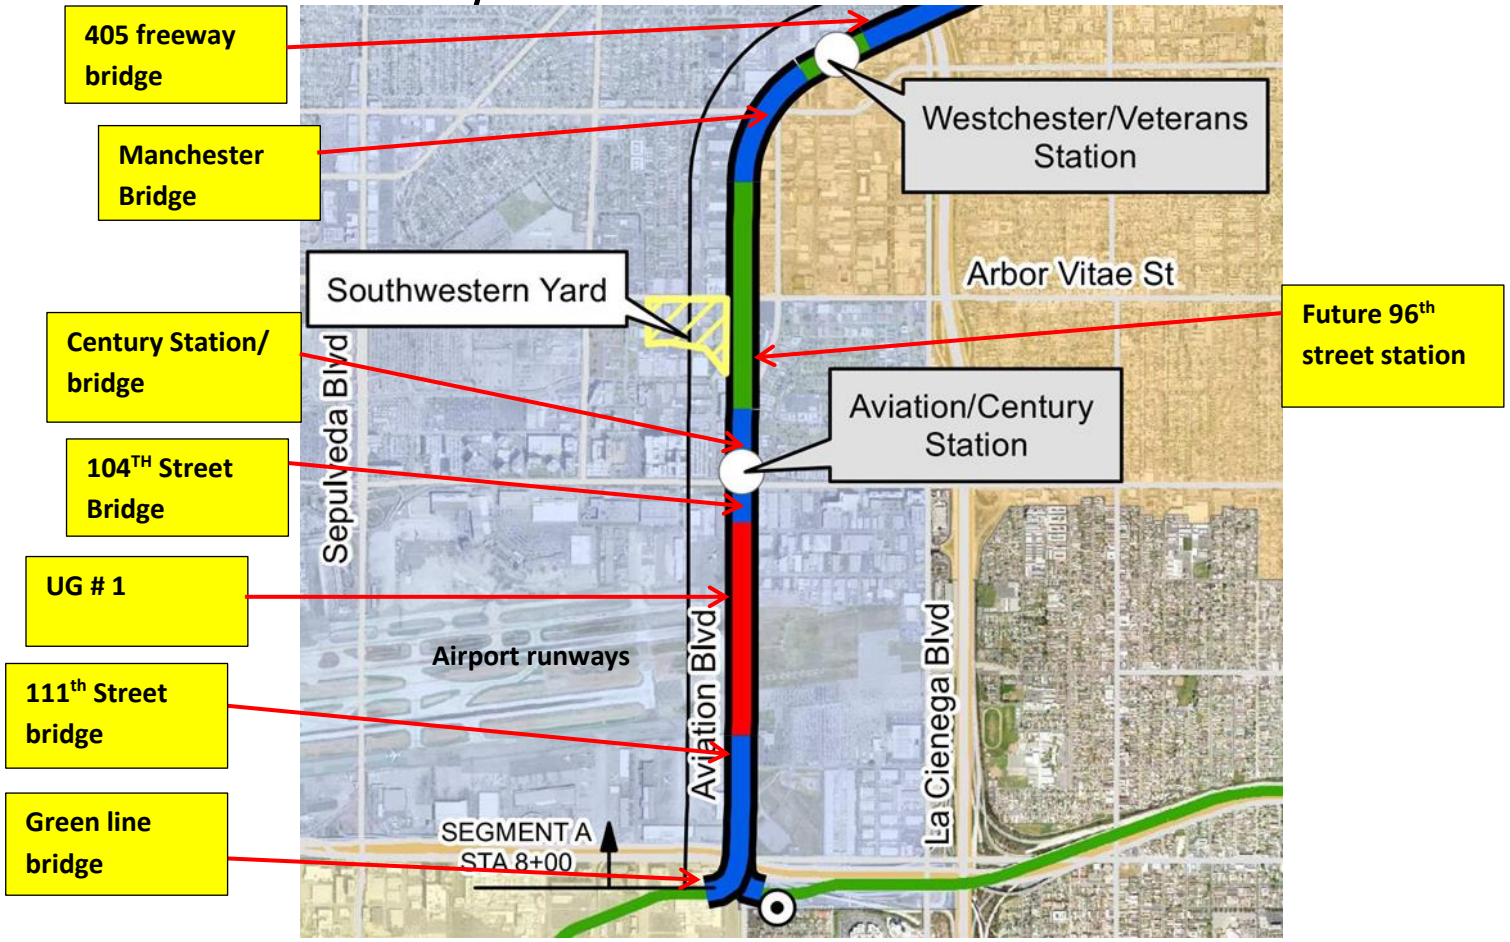 405 freeway
bridge
Westchester/Veterans
Station
Manchester
Bridge
Arbor Vitae St
Southwestern Yard
Future 96th
street station
Century Station/
bridge
Sepulveda Blvd
Aviation/Century
Station
104TH Street
Bridge
UG # 1
Airport runways
Aviation Blvd
La Cienega Blvd
111th Street
bridge
Green line
bridge
SEGMENT A
STA 8+00